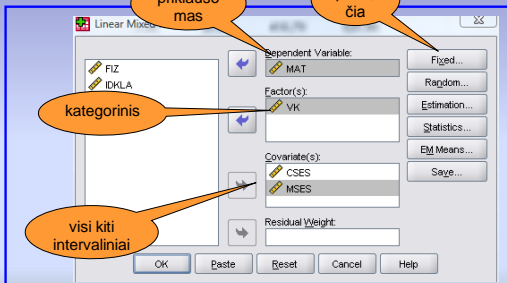 priklauso
mas
čia
Linear Mixed
Dependent Variable:
MAT
Fixed...
FIZ
IDKLA
Random...
Factor(s):
VK
Estimation...
kategorinis
Statistics...
EM Means...
Covariate(s):
CSES
MSES
Save...
visi kiti
intervaliniai
Residual Weight:
OK Paste Reset Cancel Help